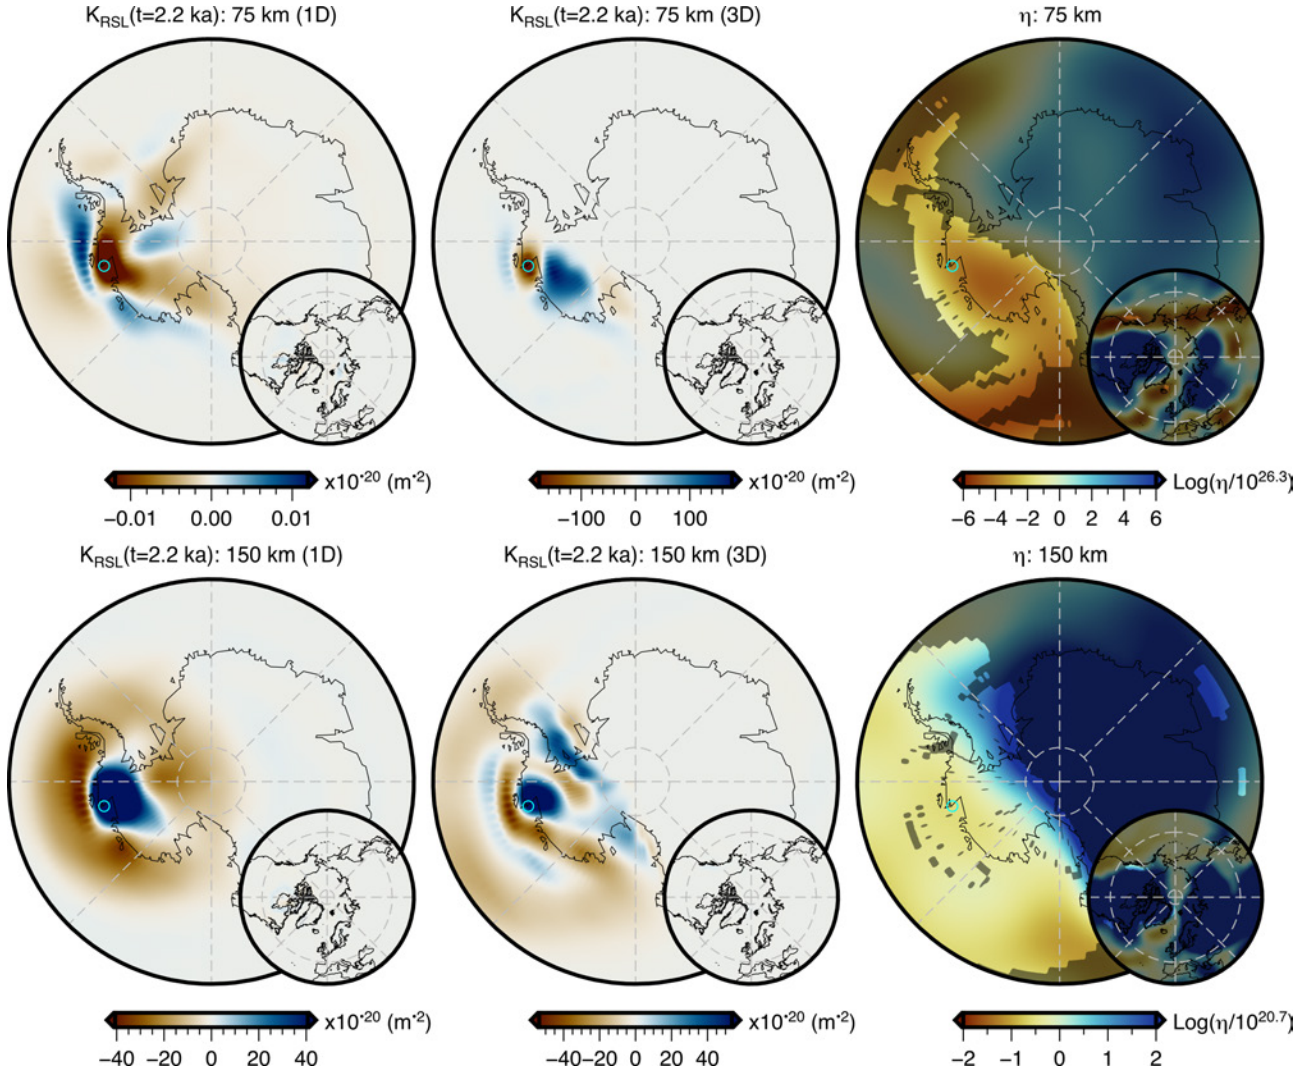 K_RSL(t=2.2 ka): 75 km (1D)
K_RSL(t=2.2 ka): 75 km (3D)
η: 75 km
x10⁻²⁰ (m⁻²)
−0.01 0.00 0.01
x10⁻²⁰ (m⁻²)
−100 0 100
Log(η/10²⁶·³)
−6 −4 −2 0 2 4 6
K_RSL(t=2.2 ka): 150 km (1D)
K_RSL(t=2.2 ka): 150 km (3D)
η: 150 km
x10⁻²⁰ (m⁻²)
−40 −20 0 20 40
x10⁻²⁰ (m⁻²)
−40 −20 0 20 40
Log(η/10²⁰·⁷)
−2 −1 0 1 2